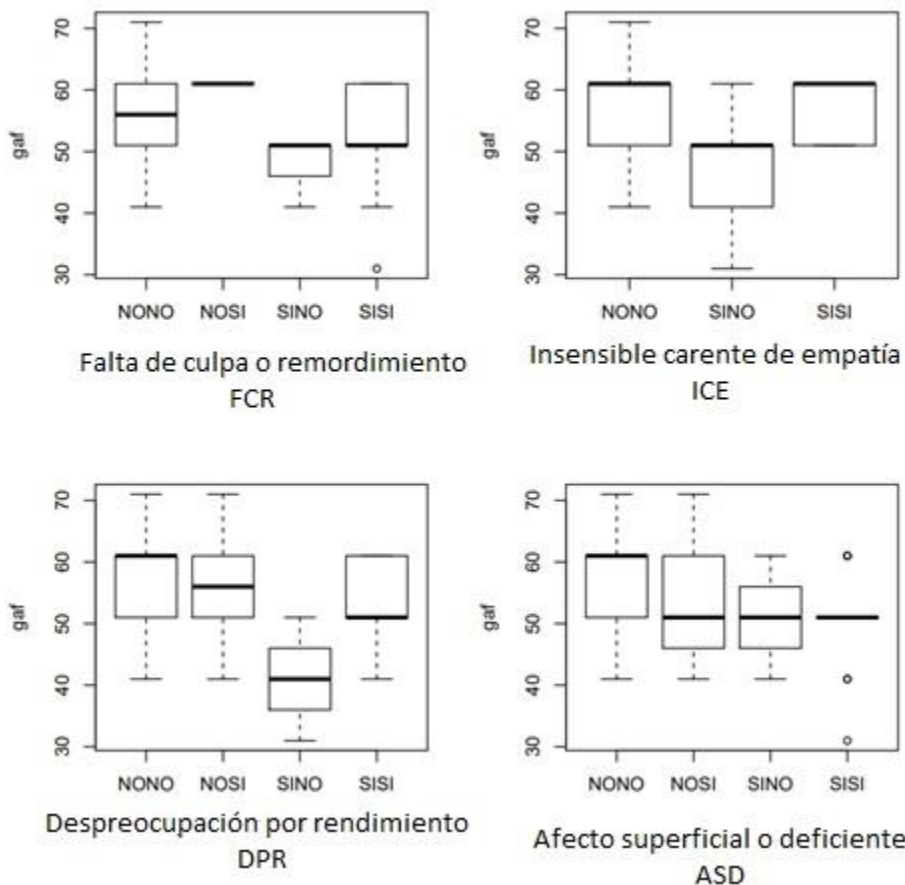 gaf
70
60
50
40
30
NONO NOSI SINO SISI
Falta de culpa o remordimiento
FCR
gaf
70
60
50
40
30
NONO SINO SISI
Insensible carente de empatía
ICE
gaf
70
60
50
40
30
NONO NOSI SINO SISI
Despreocupación por rendimiento
DPR
gaf
70
60
50
40
30
NONO NOSI SINO SISI
Afecto superficial o deficiente
ASD